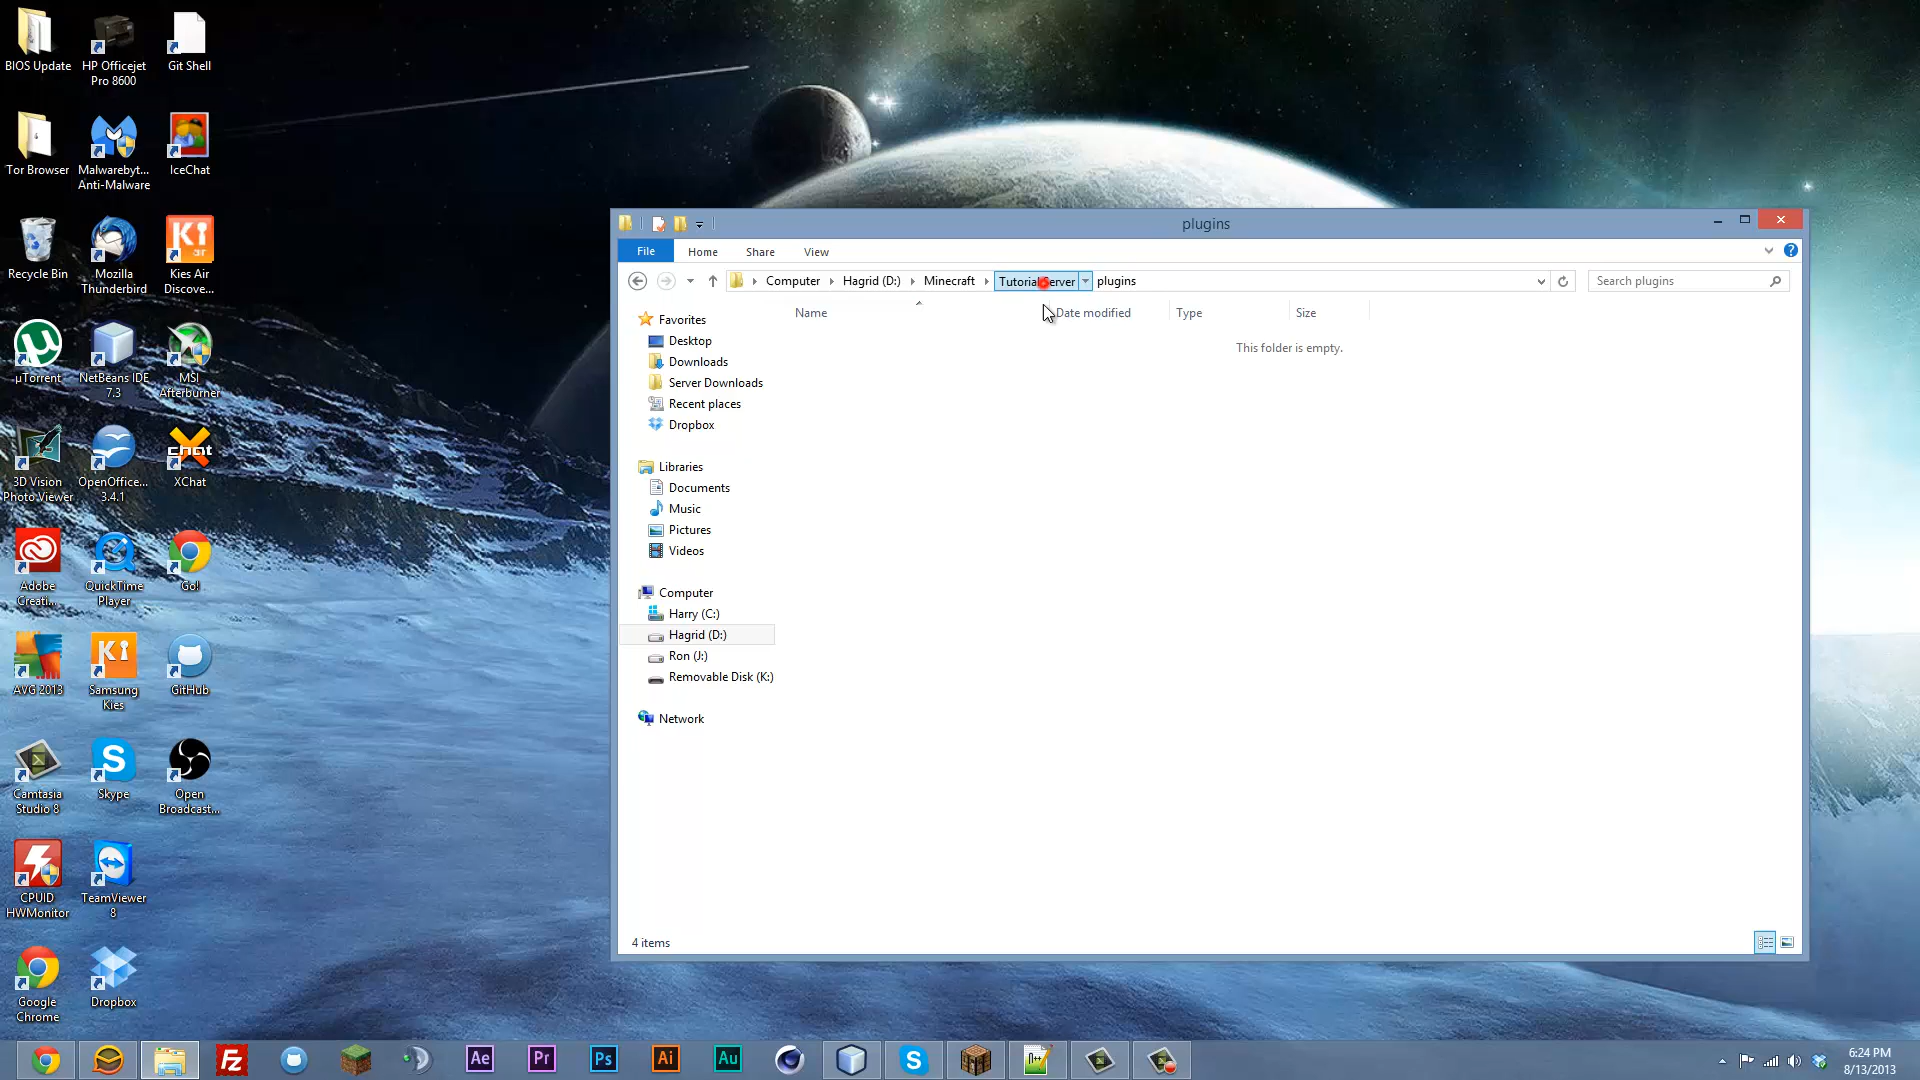 BIOS Update
HP Officejet
Pro 8600
Git Shell
Tor Browser
Malwarebyt...
Anti-Malware
IceChat
Recycle Bin
Mozilla
Thunderbird
Kies Air
Discove...
µTorrent
NetBeans IDE
7.3
MSI
Afterburner
3D Vision
Photo Viewer
OpenOffice...
3.4.1
XChat
Adobe
Creati...
QuickTime
Player
Go!
AVG 2013
Samsung
Kies
GitHub
Camtasia
Studio 8
Skype
Open
Broadcast...
CPUID
HWMonitor
TeamViewer
8
Google
Chrome
Dropbox
plugins
File
Home
Share
View
Computer
Hagrid (D:)
Minecraft
Tutorial Server
plugins
Search plugins
Name
Date modified
Type
Size
This folder is empty.
Favorites
Desktop
Downloads
Server Downloads
Recent places
Dropbox
Libraries
Documents
Music
Pictures
Videos
Computer
Harry (C:)
Hagrid (D:)
Ron (J:)
Removable Disk (K:)
Network
4 items
Ae
Pr
Ps
Ai
Au
6:24 PM
8/13/2013